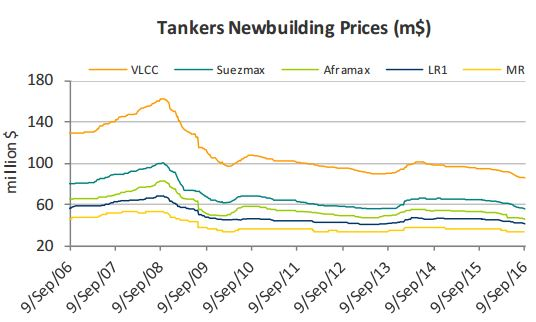 Tankers Newbuilding Prices (m$)
VLCC Suezmax Aframax LR1 MR
180
140
100
60
20
million $
9/Sep/06 9/Sep/07 9/Sep/08 9/Sep/09 9/Sep/10 9/Sep/11 9/Sep/12 9/Sep/13 9/Sep/14 9/Sep/15 9/Sep/16